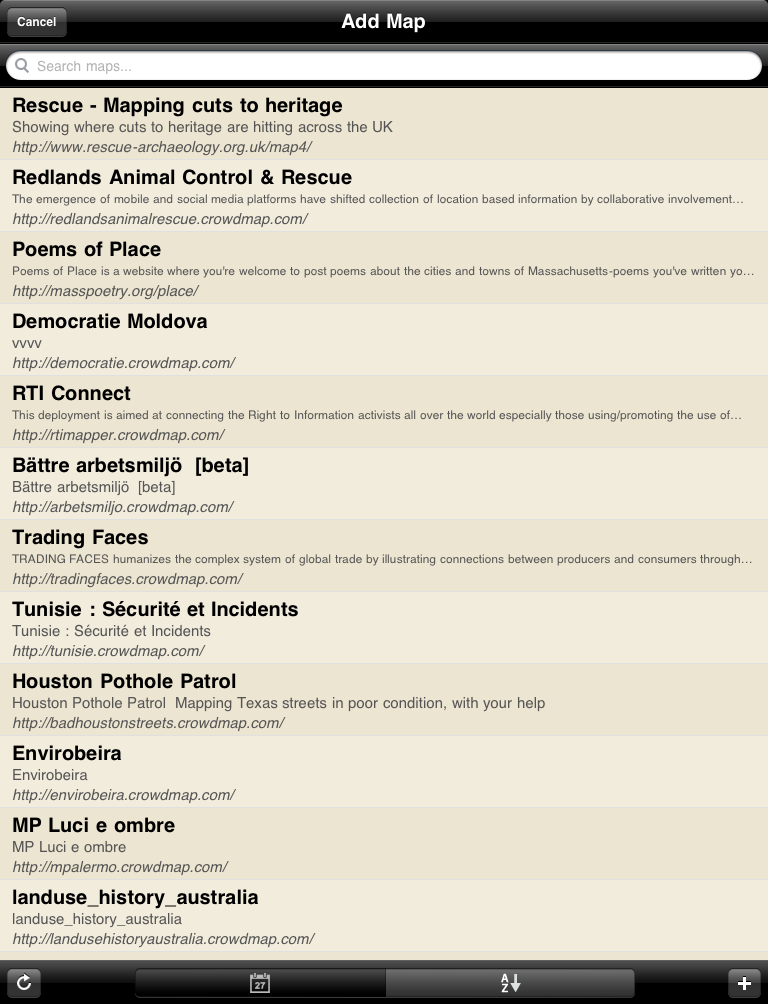 Cancel
Add Map
Search maps...
Rescue - Mapping cuts to heritage
Showing where cuts to heritage are hitting across the UK
http://www.rescue-archaeology.org.uk/map4/
Redlands Animal Control & Rescue
The emergence of mobile and social media platforms have shifted collection of location based information by collaborative involvement…
http://redlandsanimalrescue.crowdmap.com/
Poems of Place
Poems of Place is a website where you're welcome to post poems about the cities and towns of Massachusetts-poems you've written yo…
http://masspoetry.org/place/
Democratie Moldova
vvvv
http://democratie.crowdmap.com/
RTI Connect
This deployment is aimed at connecting the Right to Information activists all over the world especially those using/promoting the use of…
http://rtimapper.crowdmap.com/
Bättre arbetsmiljö  [beta]
Bättre arbetsmiljö  [beta]
http://arbetsmiljo.crowdmap.com/
Trading Faces
TRADING FACES humanizes the complex system of global trade by illustrating connections between producers and consumers through…
http://tradingfaces.crowdmap.com/
Tunisie : Sécurité et Incidents
Tunisie : Sécurité et Incidents
http://tunisie.crowdmap.com/
Houston Pothole Patrol
Houston Pothole Patrol  Mapping Texas streets in poor condition, with your help
http://badhoustonstreets.crowdmap.com/
Envirobeira
Envirobeira
http://envirobeira.crowdmap.com/
MP Luci e ombre
MP Luci e ombre
http://mpalermo.crowdmap.com/
landuse_history_australia
landuse_history_australia
http://landusehistoryaustralia.crowdmap.com/
27
A
Z